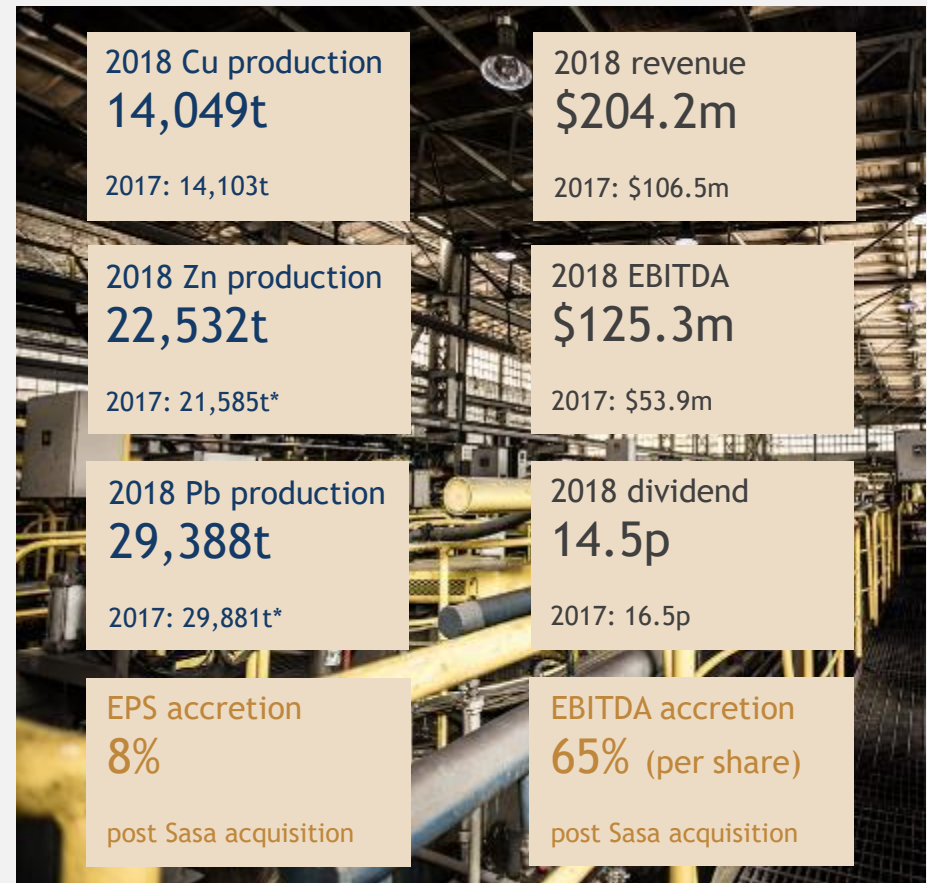 2018 Cu production
14,049t
2017: 14,103t
2018 revenue
$204.2m
2017: $106.5m
2018 Zn production
22,532t
2017: 21,585t*
2018 EBITDA
$125.3m
2017: $53.9m
2018 Pb production
29,388t
2017: 29,881t*
2018 dividend
14.5p
2017: 16.5p
EPS accretion
8%
post Sasa acquisition
EBITDA accretion
65% (per share)
post Sasa acquisition